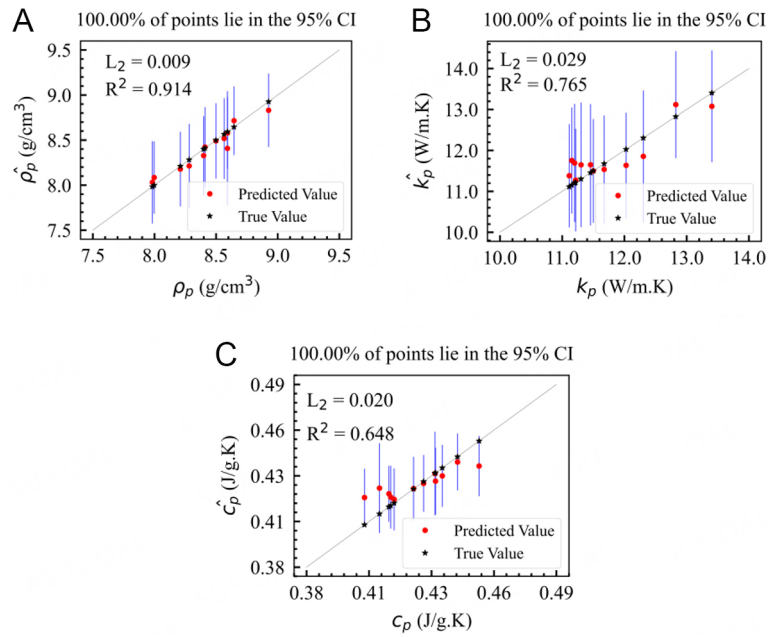 A
100.00% of points lie in the 95% CI
L₂ = 0.009
R² = 0.914
9.5
9.0
8.5
8.0
7.5
ρ̂ₚ (g/cm³)
Predicted Value
True Value
7.5 8.0 8.5 9.0 9.5
ρₚ (g/cm³)
B
100.00% of points lie in the 95% CI
L₂ = 0.029
R² = 0.765
14.0
13.0
12.0
11.0
10.0
k̂ₚ (W/m.K)
Predicted Value
True Value
10.0 11.0 12.0 13.0 14.0
kₚ (W/m.K)
C
100.00% of points lie in the 95% CI
L₂ = 0.020
R² = 0.648
0.49
0.46
0.43
0.41
0.38
ĉₚ (J/g.K)
Predicted Value
True Value
0.38 0.41 0.43 0.46 0.49
cₚ (J/g.K)